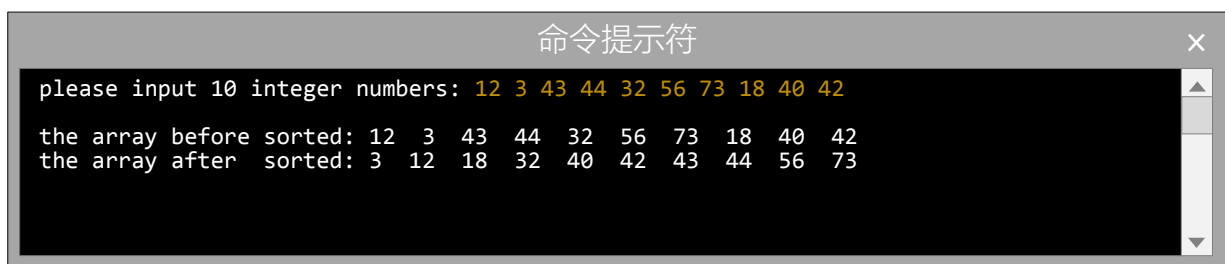 命令提示符
please input 10 integer numbers: 12 3 43 44 32 56 73 18 40 42
the array before sorted: 12  3  43  44  32  56  73  18  40  42
the array after  sorted: 3  12  18  32  40  42  43  44  56  73